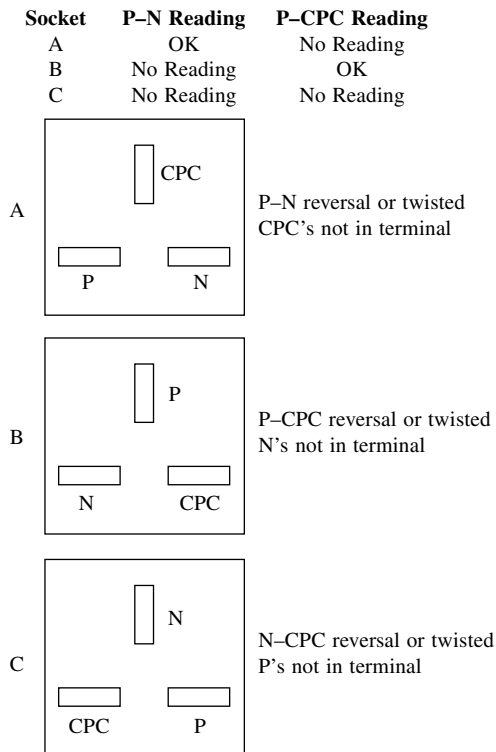 Socket P–N Reading P–CPC Reading
A OK No Reading
B No Reading OK
C No Reading No Reading
CPC
A
P–N reversal or twisted
CPC's not in terminal
P N
P
B
P–CPC reversal or twisted
N's not in terminal
N CPC
N
C
N–CPC reversal or twisted
P's not in terminal
CPC P